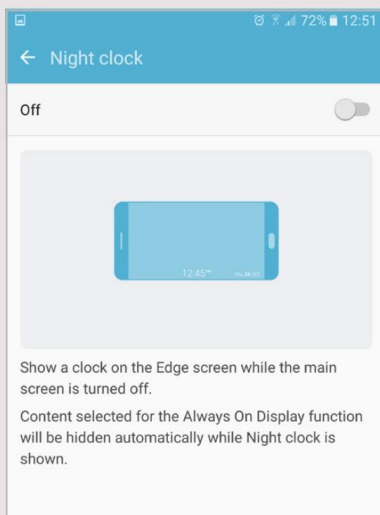 72% 12:51
Night clock
Off
12:45
Show a clock on the Edge screen while the main
screen is turned off.
Content selected for the Always On Display function
will be hidden automatically while Night clock is
shown.